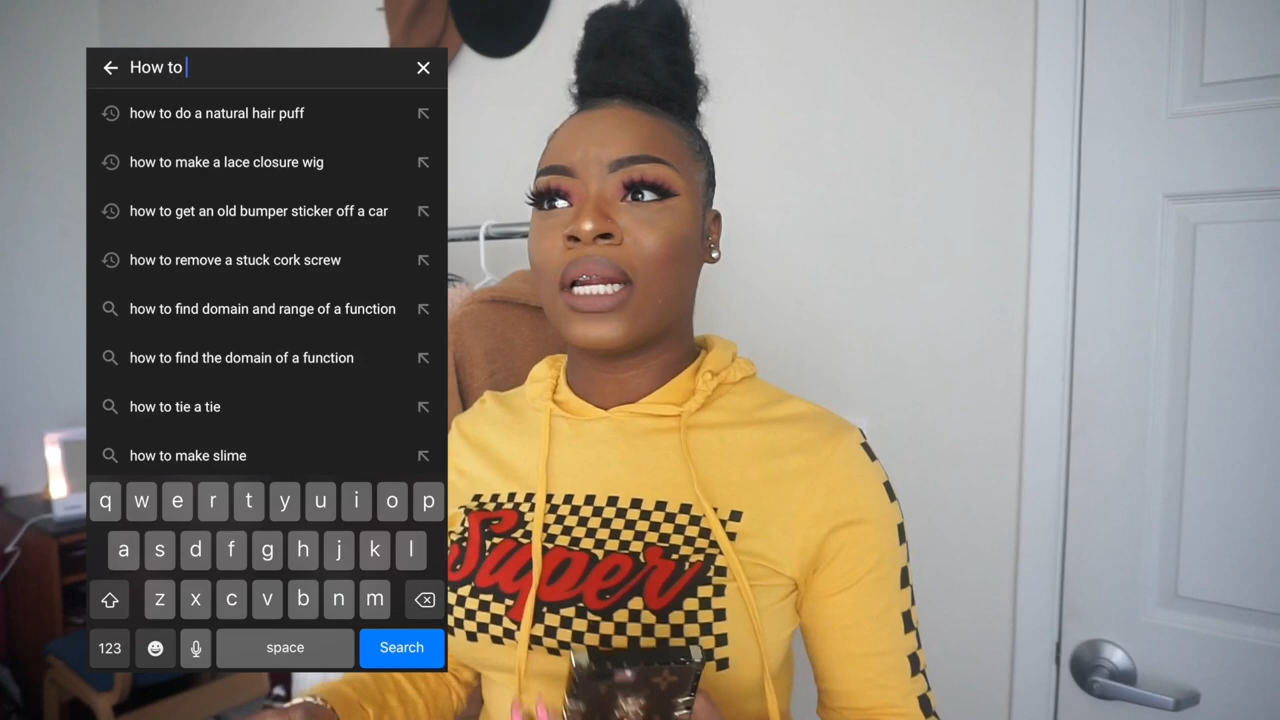 How to
how to do a natural hair puff
how to make a lace closure wig
how to get an old bumper sticker off a car
how to remove a stuck cork screw
how to find domain and range of a function
how to find the domain of a function
how to tie a tie
how to make slime
q w e r t y u i o p
a s d f g h j k l
z x c v b n m
123 space Search
Super